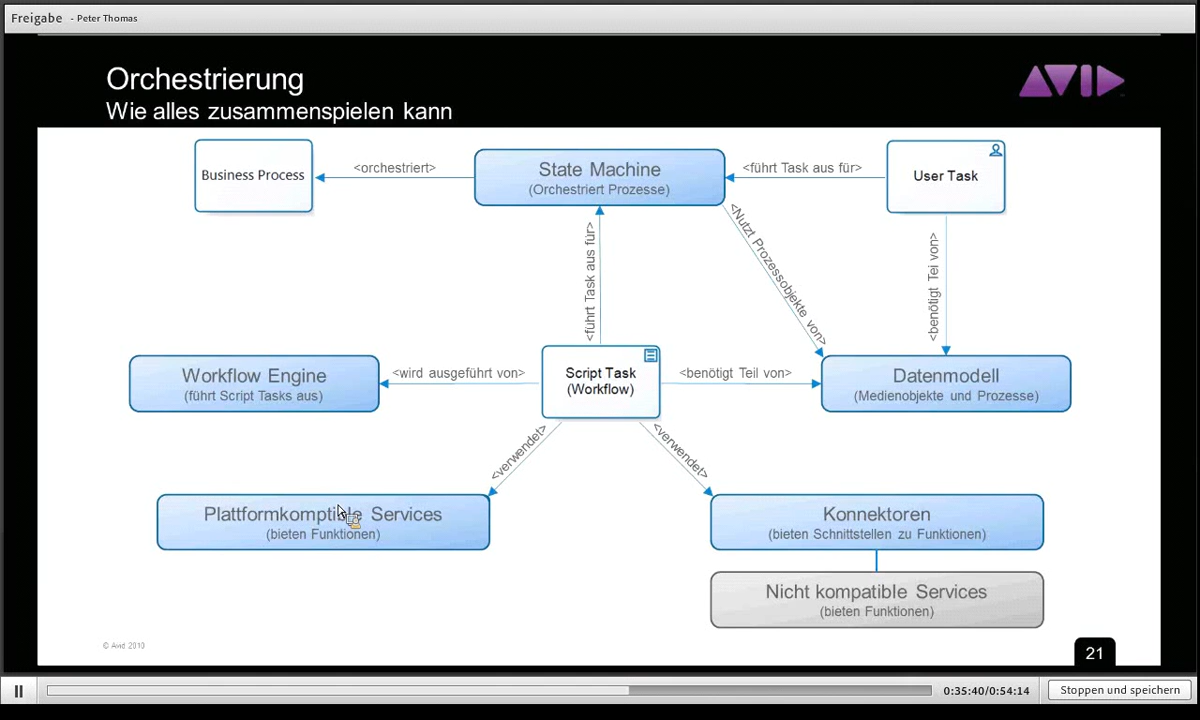 Freigabe - Peter Thomas
Orchestrierung
Wie alles zusammenspielen kann
AVID
Business Process
<orchestriert>
State Machine
(Orchestriert Prozesse)
<führt Task aus für>
User Task
<führt Task aus für>
<Nutzt Prozessobjekte von>
<benötigt Tei von>
Workflow Engine
(führt Script Tasks aus)
<wird ausgeführt von>
Script Task
(Workflow)
<benötigt Teil von>
Datenmodell
(Medienobjekte und Prozesse)
<verwendet>
<verwendet>
Plattformkomptible Services
(bieten Funktionen)
Konnektoren
(bieten Schnittstellen zu Funktionen)
Nicht kompatible Services
(bieten Funktionen)
© Avid 2010
21
0:35:40/0:54:14
Stoppen und speichern